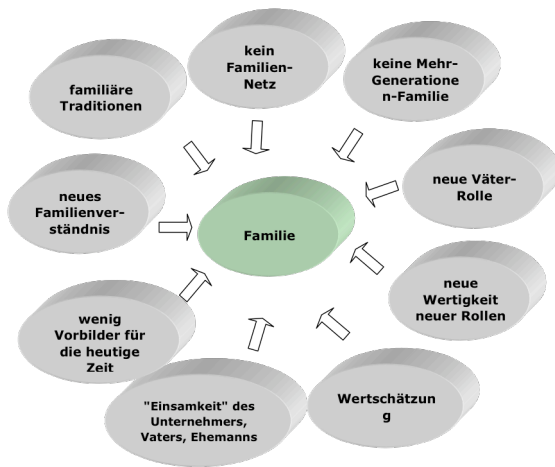 kein
Familien-
Netz
keine Mehr-
Generatione
n-Familie
familiäre
Traditionen
neue Väter-
Rolle
neues
Familienver-
ständnis
Familie
neue
Wertigkeit
neuer Rollen
wenig
Vorbilder für
die heutige
Zeit
"Einsamkeit" des
Unternehmers,
Vaters, Ehemanns
Wertschätzun
g